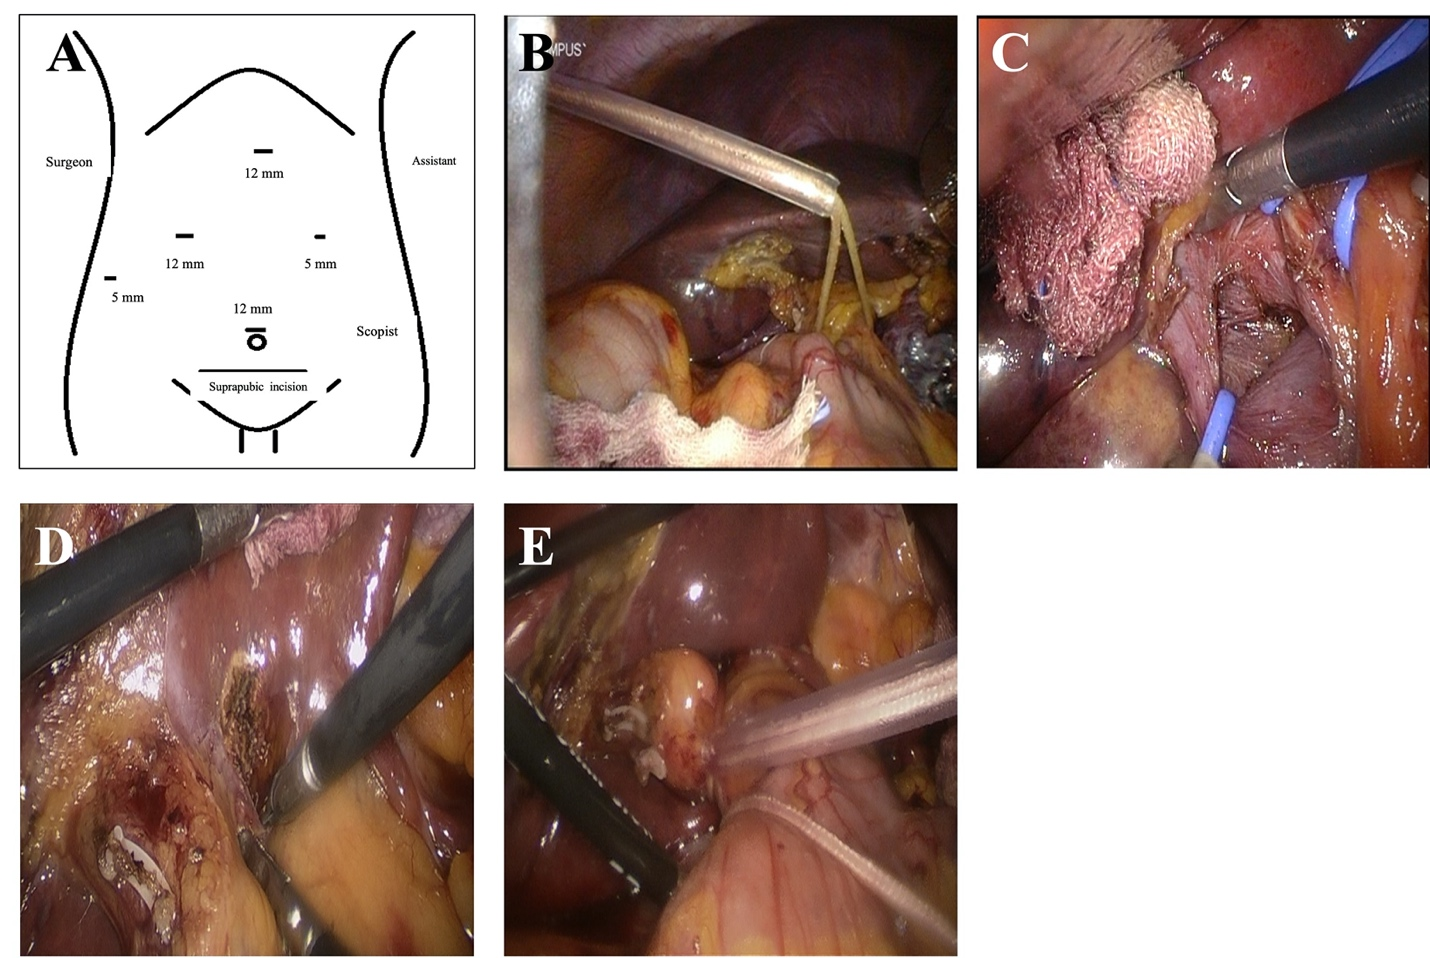 A
Surgeon
Assistant
12 mm
12 mm
5 mm
5 mm
12 mm
Scopist
Suprapubic incision
B
MPUS
C
D
E